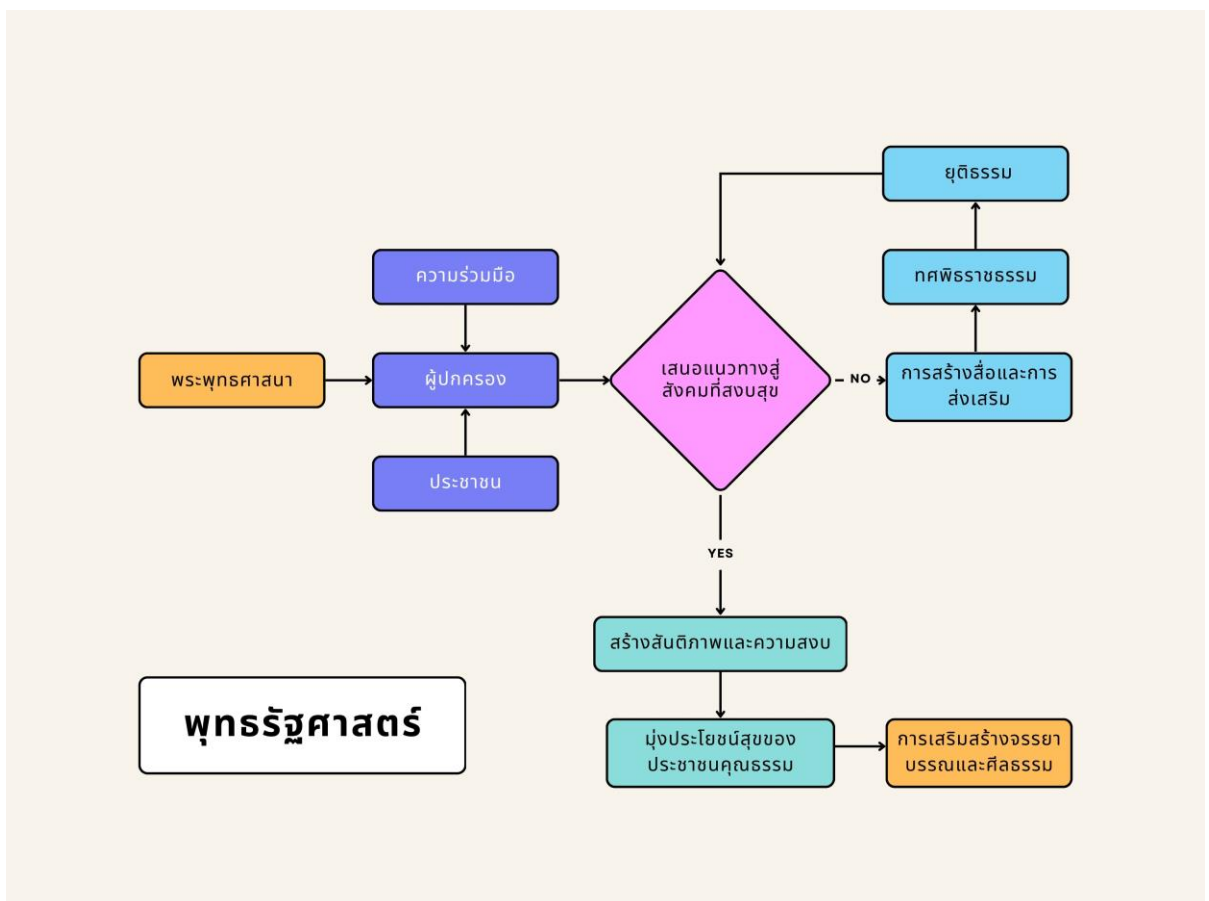 ยุติธรรม
ความร่วมมือ
ทศพิธราชธรรม
พระพุทธศาสนา
ผู้ปกครอง
เสนอแนวทางสู่
สังคมที่สงบสุข
NO
การสร้างสื่อและการ
ส่งเสริม
ประชาชน
YES
สร้างสันติภาพและความสงบ
พุทธรัฐศาสตร์
มุ่งประโยชน์สุขของ
ประชาชนคุณธรรม
การเสริมสร้างจรรยา
บรรณและศีลธรรม